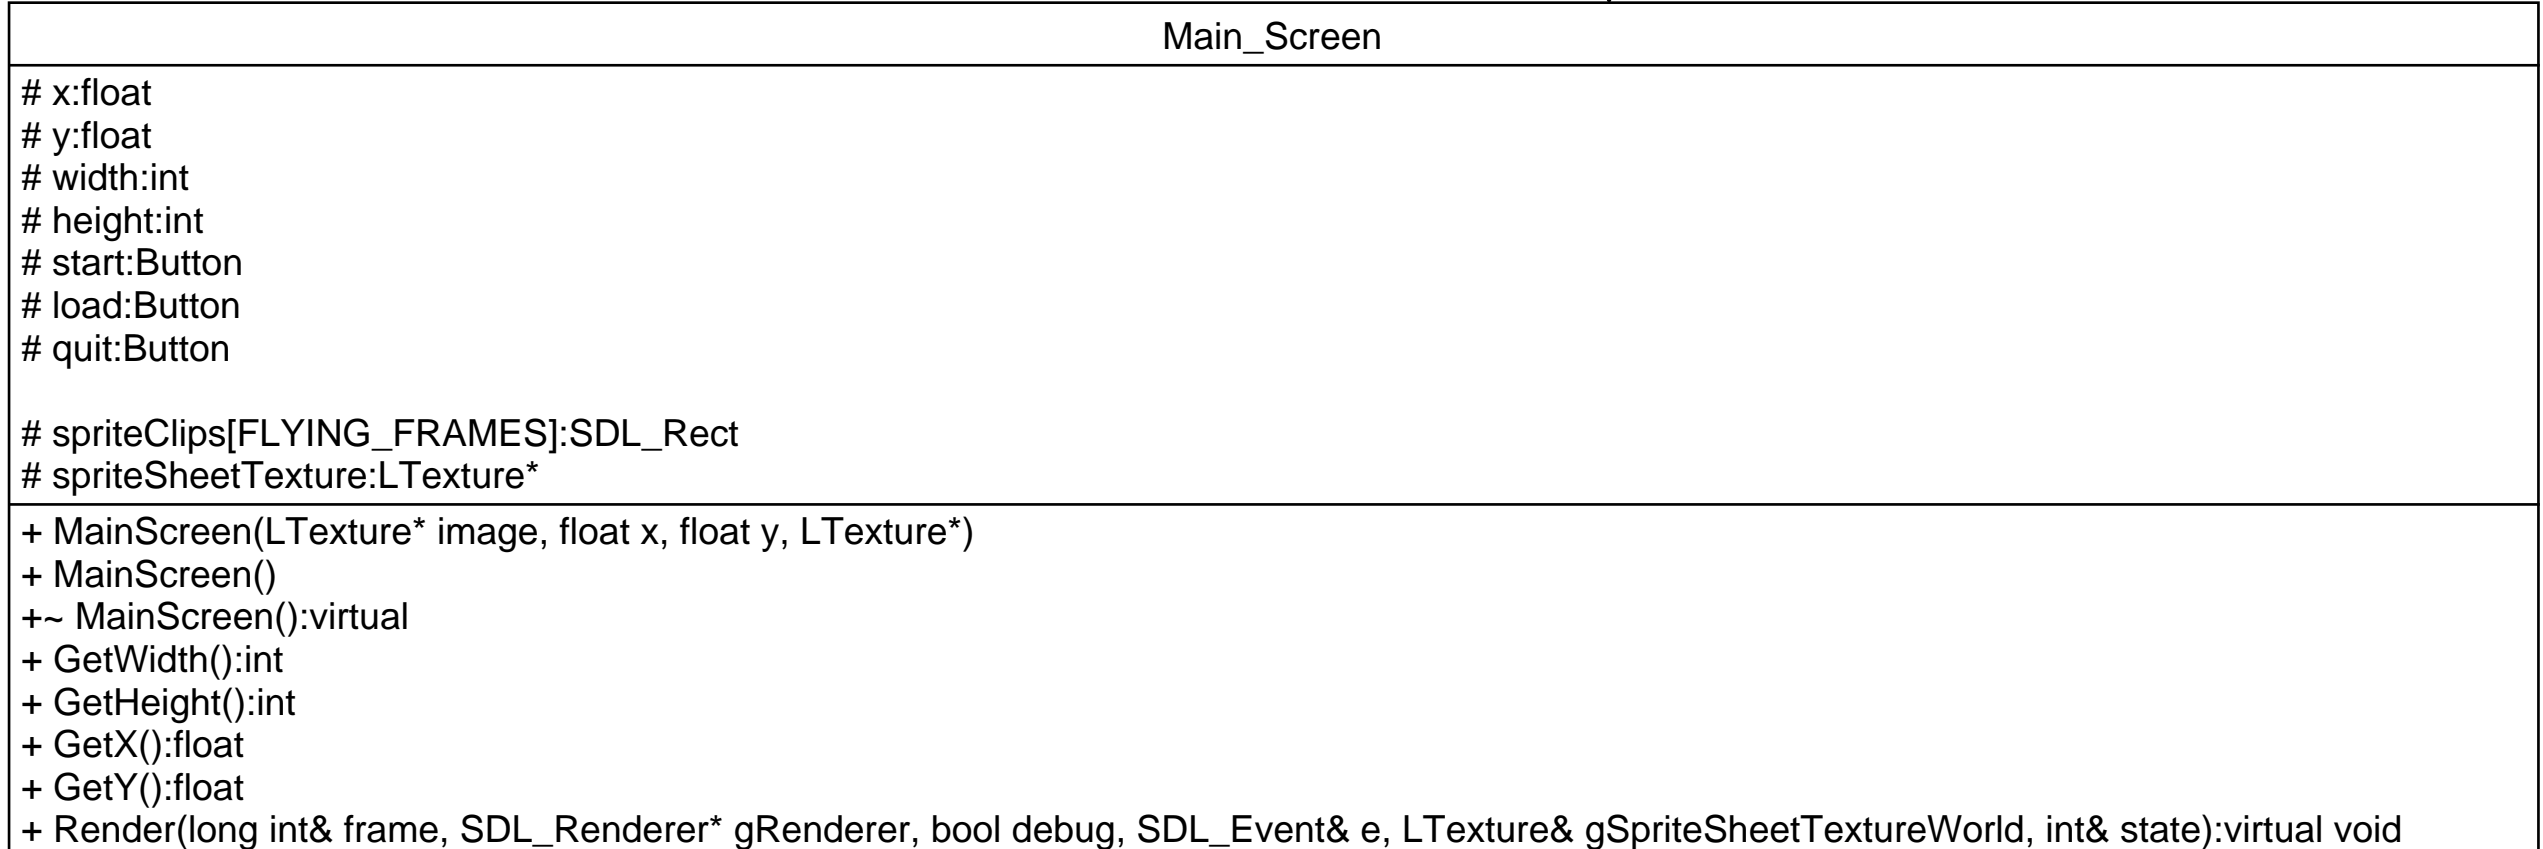 Main_Screen
# x:float
# y:float
# width:int
# height:int
# start:Button
# load:Button
# quit:Button
# spriteClips[FLYING_FRAMES]:SDL_Rect
# spriteSheetTexture:LTexture*
+ MainScreen(LTexture* image, float x, float y, LTexture*)
+ MainScreen()
+~ MainScreen():virtual
+ GetWidth():int
+ GetHeight():int
+ GetX():float
+ GetY():float
+ Render(long int& frame, SDL_Renderer* gRenderer, bool debug, SDL_Event& e, LTexture& gSpriteSheetTextureWorld, int& state):virtual void